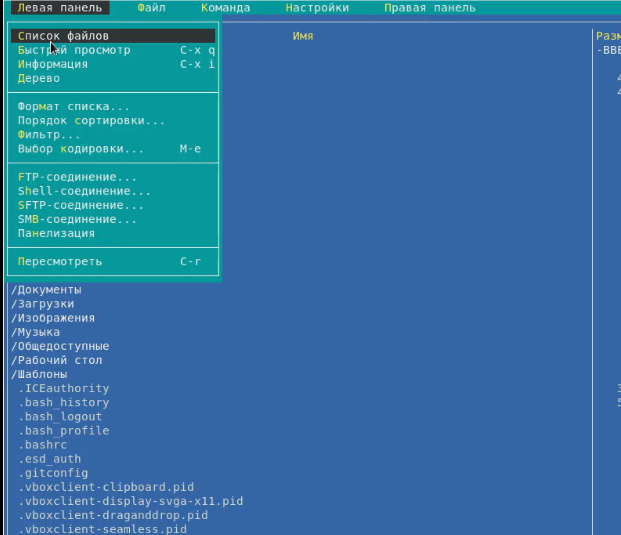 Левая панель Файл Команда Настройки Правая панель
Список файлов
Имя
Разм
Быстрый просмотр C-x q
-ВВЕ
Информация C-x i
Дерево
4
4
Формат списка...
Порядок сортировки...
Фильтр...
Выбор кодировки... M-e
FTP-соединение...
Shell-соединение...
SFTP-соединение...
SMB-соединение...
Панелизация
Пересмотреть C-r
/Документы
/Загрузки
/Изображения
/Музыка
/Общедоступные
/Рабочий стол
/Шаблоны
.ICEauthority
.bash_history
.bash_logout
.bash_profile
.bashrc
.esd_auth
.gitconfig
.vboxclient-clipboard.pid
.vboxclient-display-svga-x11.pid
.vboxclient-draganddrop.pid
.vboxclient-seamless.pid